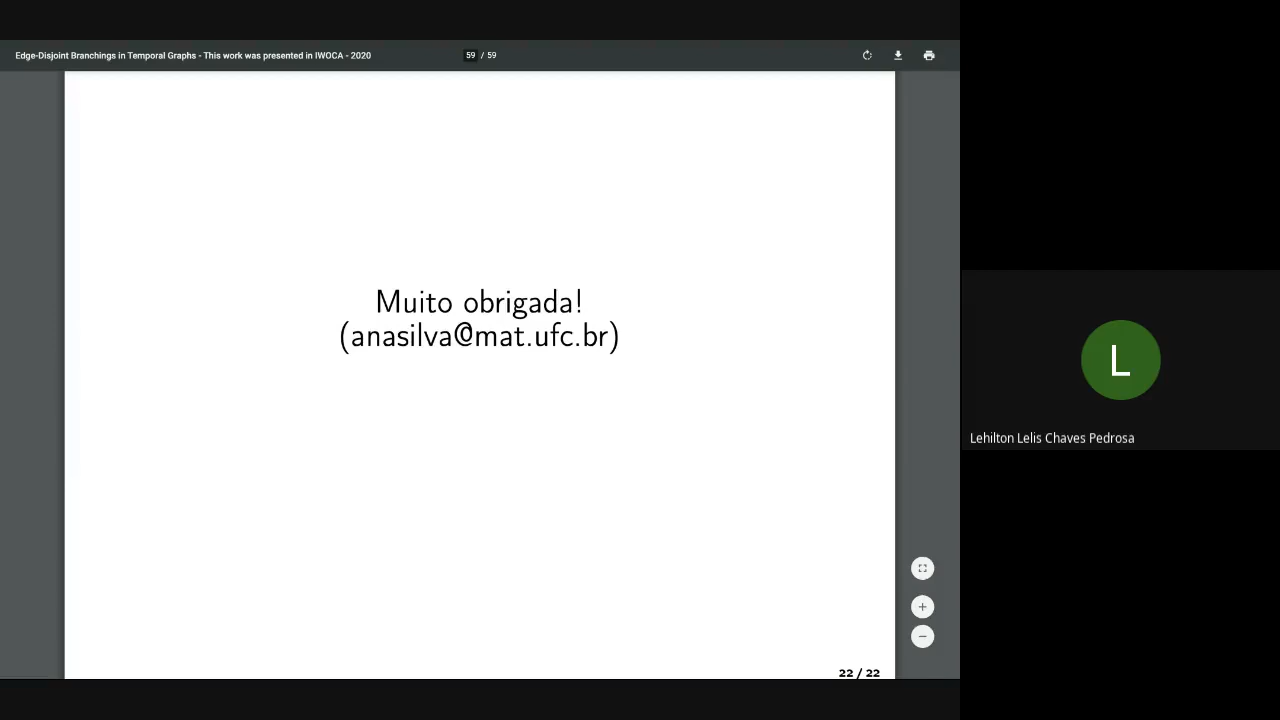 Edge-Disjoint Branchings in Temporal Graphs - This work was presented in IWOCA - 2020
59 / 59
Muito obrigada!
(anasilva@mat.ufc.br)
L
Lehilton Lelis Chaves Pedrosa
22 / 22